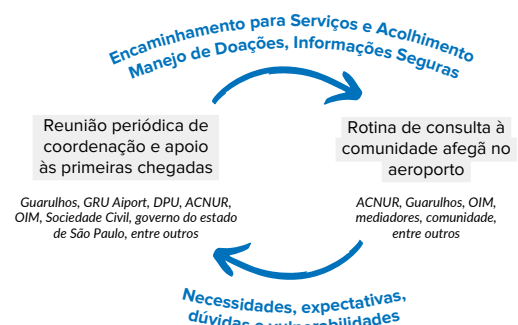 Encaminhamento para Serviços e Acolhimento
Manejo de Doações, Informações Seguras
Reunião periódica de
coordenação e apoio
às primeiras chegadas
Guarulhos, GRU Aiport, DPU, ACNUR,
OIM, Sociedade Civil, governo do estado
de São Paulo, entre outros
Rotina de consulta à
comunidade afegã no
aeroporto
ACNUR, Guarulhos, OIM,
mediadores, comunidade,
entre outros
Necessidades, expectativas,
dúvidas e vulnerabilidades